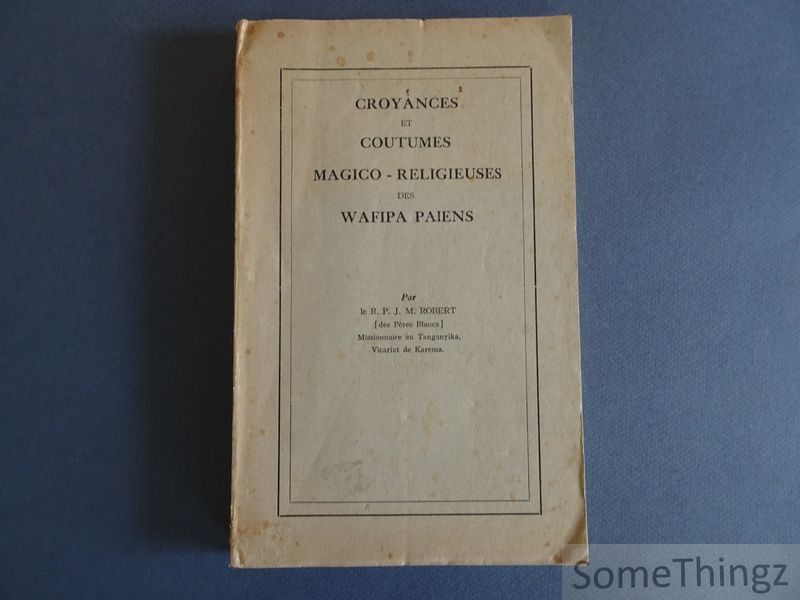 CROYANCES
ET
COUTUMES
MAGICO - RELIGIEUSES
DES
WAFIPA PAIENS
Par
le R. P. J. M. ROBERT
[des Pères Blancs]
Missionnaire au Tanganyika,
Vicariat de Karema.
SomeThingz